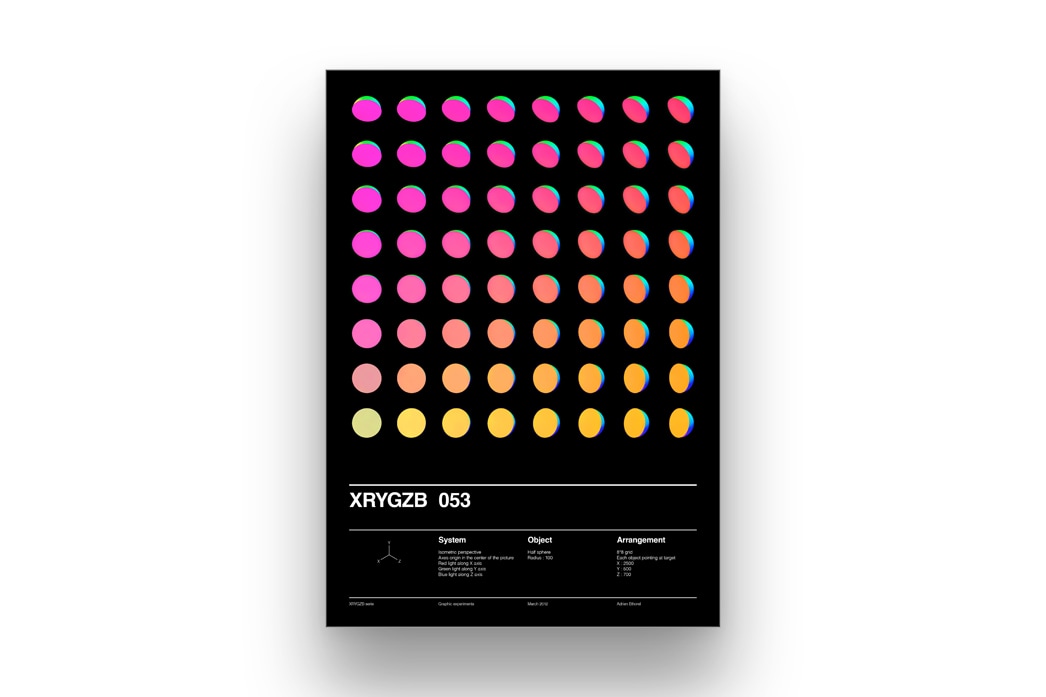 XRYGZB 053
System
Isometric perspective
Axes origin in the center of the picture
Red light along X axis
Green light along Y axis
Blue light along Z axis
Object
Half sphere
Radius : 100
Arrangement
8*8 grid
Each object pointing at target
X : 2500
Y : 500
Z : 700
Y
X Z
XRYGZB serie
Graphic experiments
March 2012
Adrien